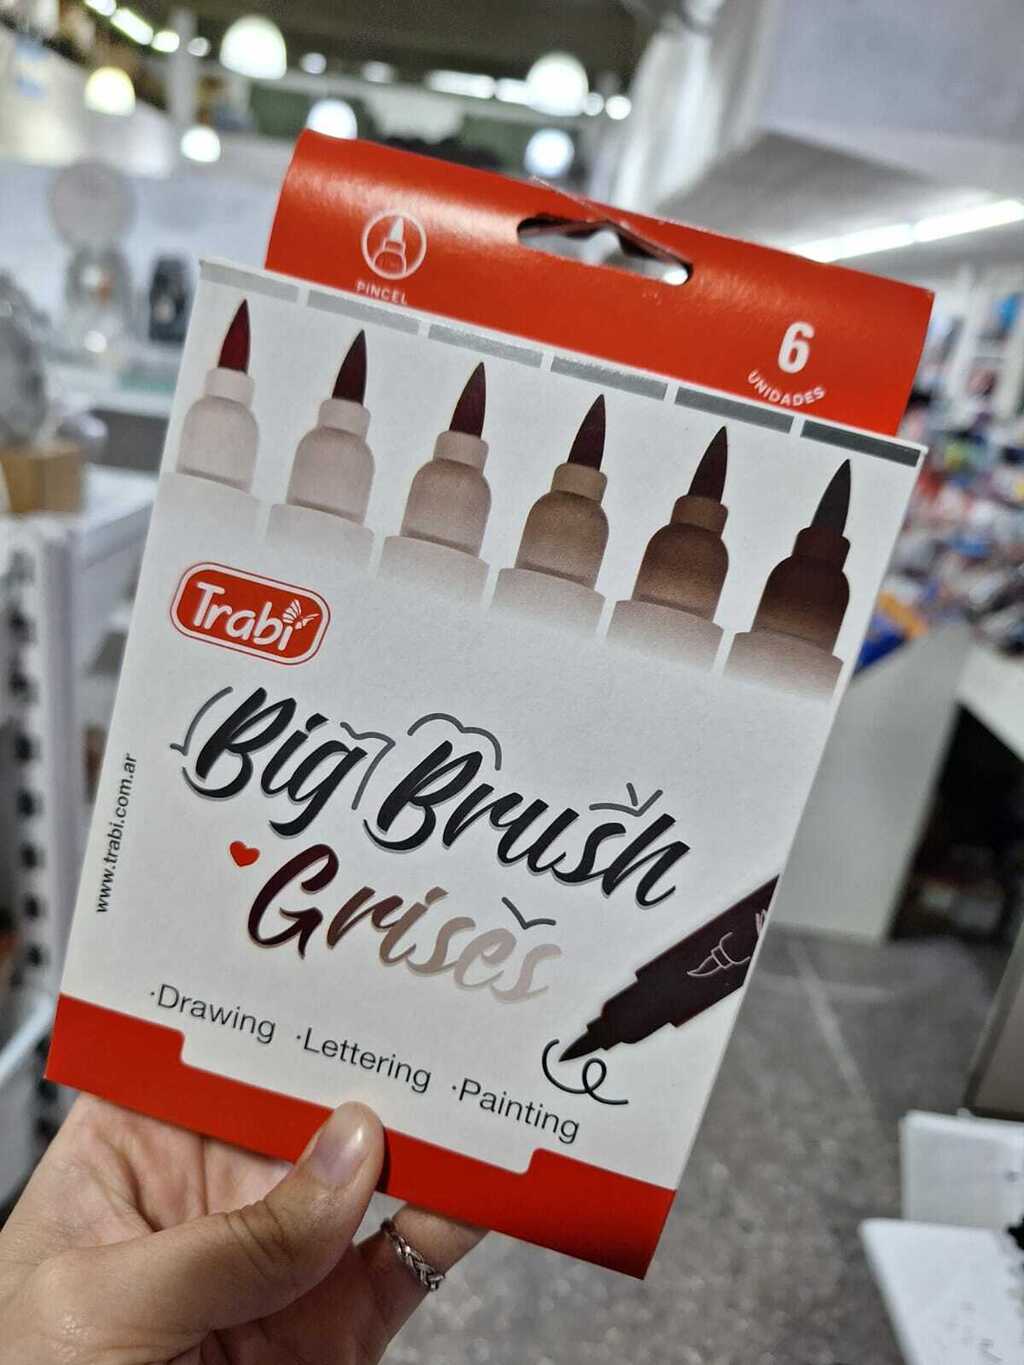 PINCEL
6
UNIDADES
Trabi
Big Brush
Grises
www.trabi.com.ar
·Drawing ·Lettering ·Painting